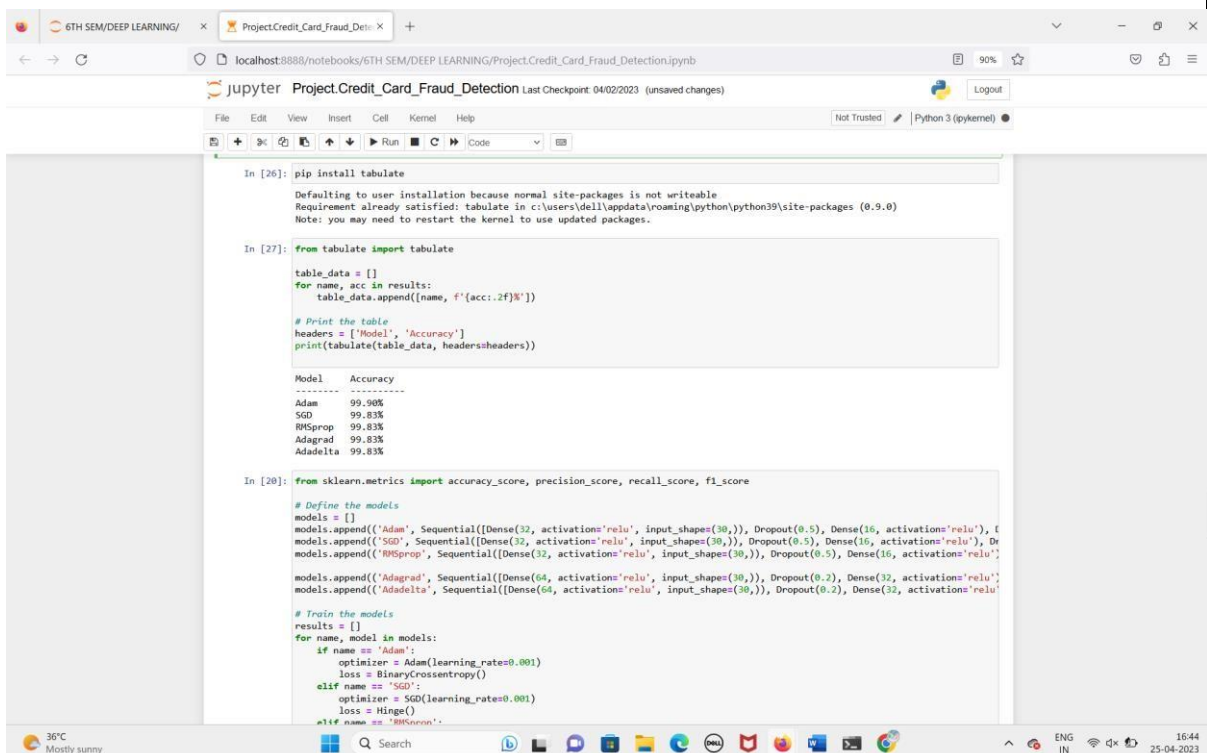 6TH SEM/DEEP LEARNING/
Project.Credit_Card_Fraud_Dete
localhost:8888/notebooks/6TH SEM/DEEP LEARNING/Project.Credit_Card_Fraud_Detection.ipynb
90%
jupyter Project.Credit_Card_Fraud_Detection Last Checkpoint: 04/02/2023 (unsaved changes)
Logout
File Edit View Insert Cell Kernel Help
Not Trusted
Python 3 (ipykernel)
Run
Code
In [26]: pip install tabulate
Defaulting to user installation because normal site-packages is not writeable
Requirement already satisfied: tabulate in c:\users\dell\appdata\roaming\python\python39\site-packages (0.9.0)
Note: you may need to restart the kernel to use updated packages.
In [27]: from tabulate import tabulate
table_data = []
for name, acc in results:
    table_data.append([name, f'{acc:.2f}%'])
# Print the table
headers = ['Model', 'Accuracy']
print(tabulate(table_data, headers=headers))
Model     Accuracy
--------  ----------
Adam      99.90%
SGD       99.83%
RMSprop   99.83%
Adagrad   99.83%
Adadelta  99.83%
In [20]: from sklearn.metrics import accuracy_score, precision_score, recall_score, f1_score
# Define the models
models = []
models.append(('Adam', Sequential([Dense(32, activation='relu', input_shape=(30,)), Dropout(0.5), Dense(16, activation='relu'),
models.append(('SGD', Sequential([Dense(32, activation='relu', input_shape=(30,)), Dropout(0.5), Dense(16, activation='relu'), Dr
models.append(('RMSprop', Sequential([Dense(32, activation='relu', input_shape=(30,)), Dropout(0.5), Dense(16, activation='relu'
models.append(('Adagrad', Sequential([Dense(64, activation='relu', input_shape=(30,)), Dropout(0.2), Dense(32, activation='relu'
models.append(('Adadelta', Sequential([Dense(64, activation='relu', input_shape=(30,)), Dropout(0.2), Dense(32, activation='relu'
# Train the models
results = []
for name, model in models:
    if name == 'Adam':
        optimizer = Adam(learning_rate=0.001)
        loss = BinaryCrossentropy()
    elif name == 'SGD':
        optimizer = SGD(learning_rate=0.001)
        loss = Hinge()
    elif name == 'RMSprop':
36°C
Mostly sunny
Search
DELL
ENG
IN
16:44
25-04-2023